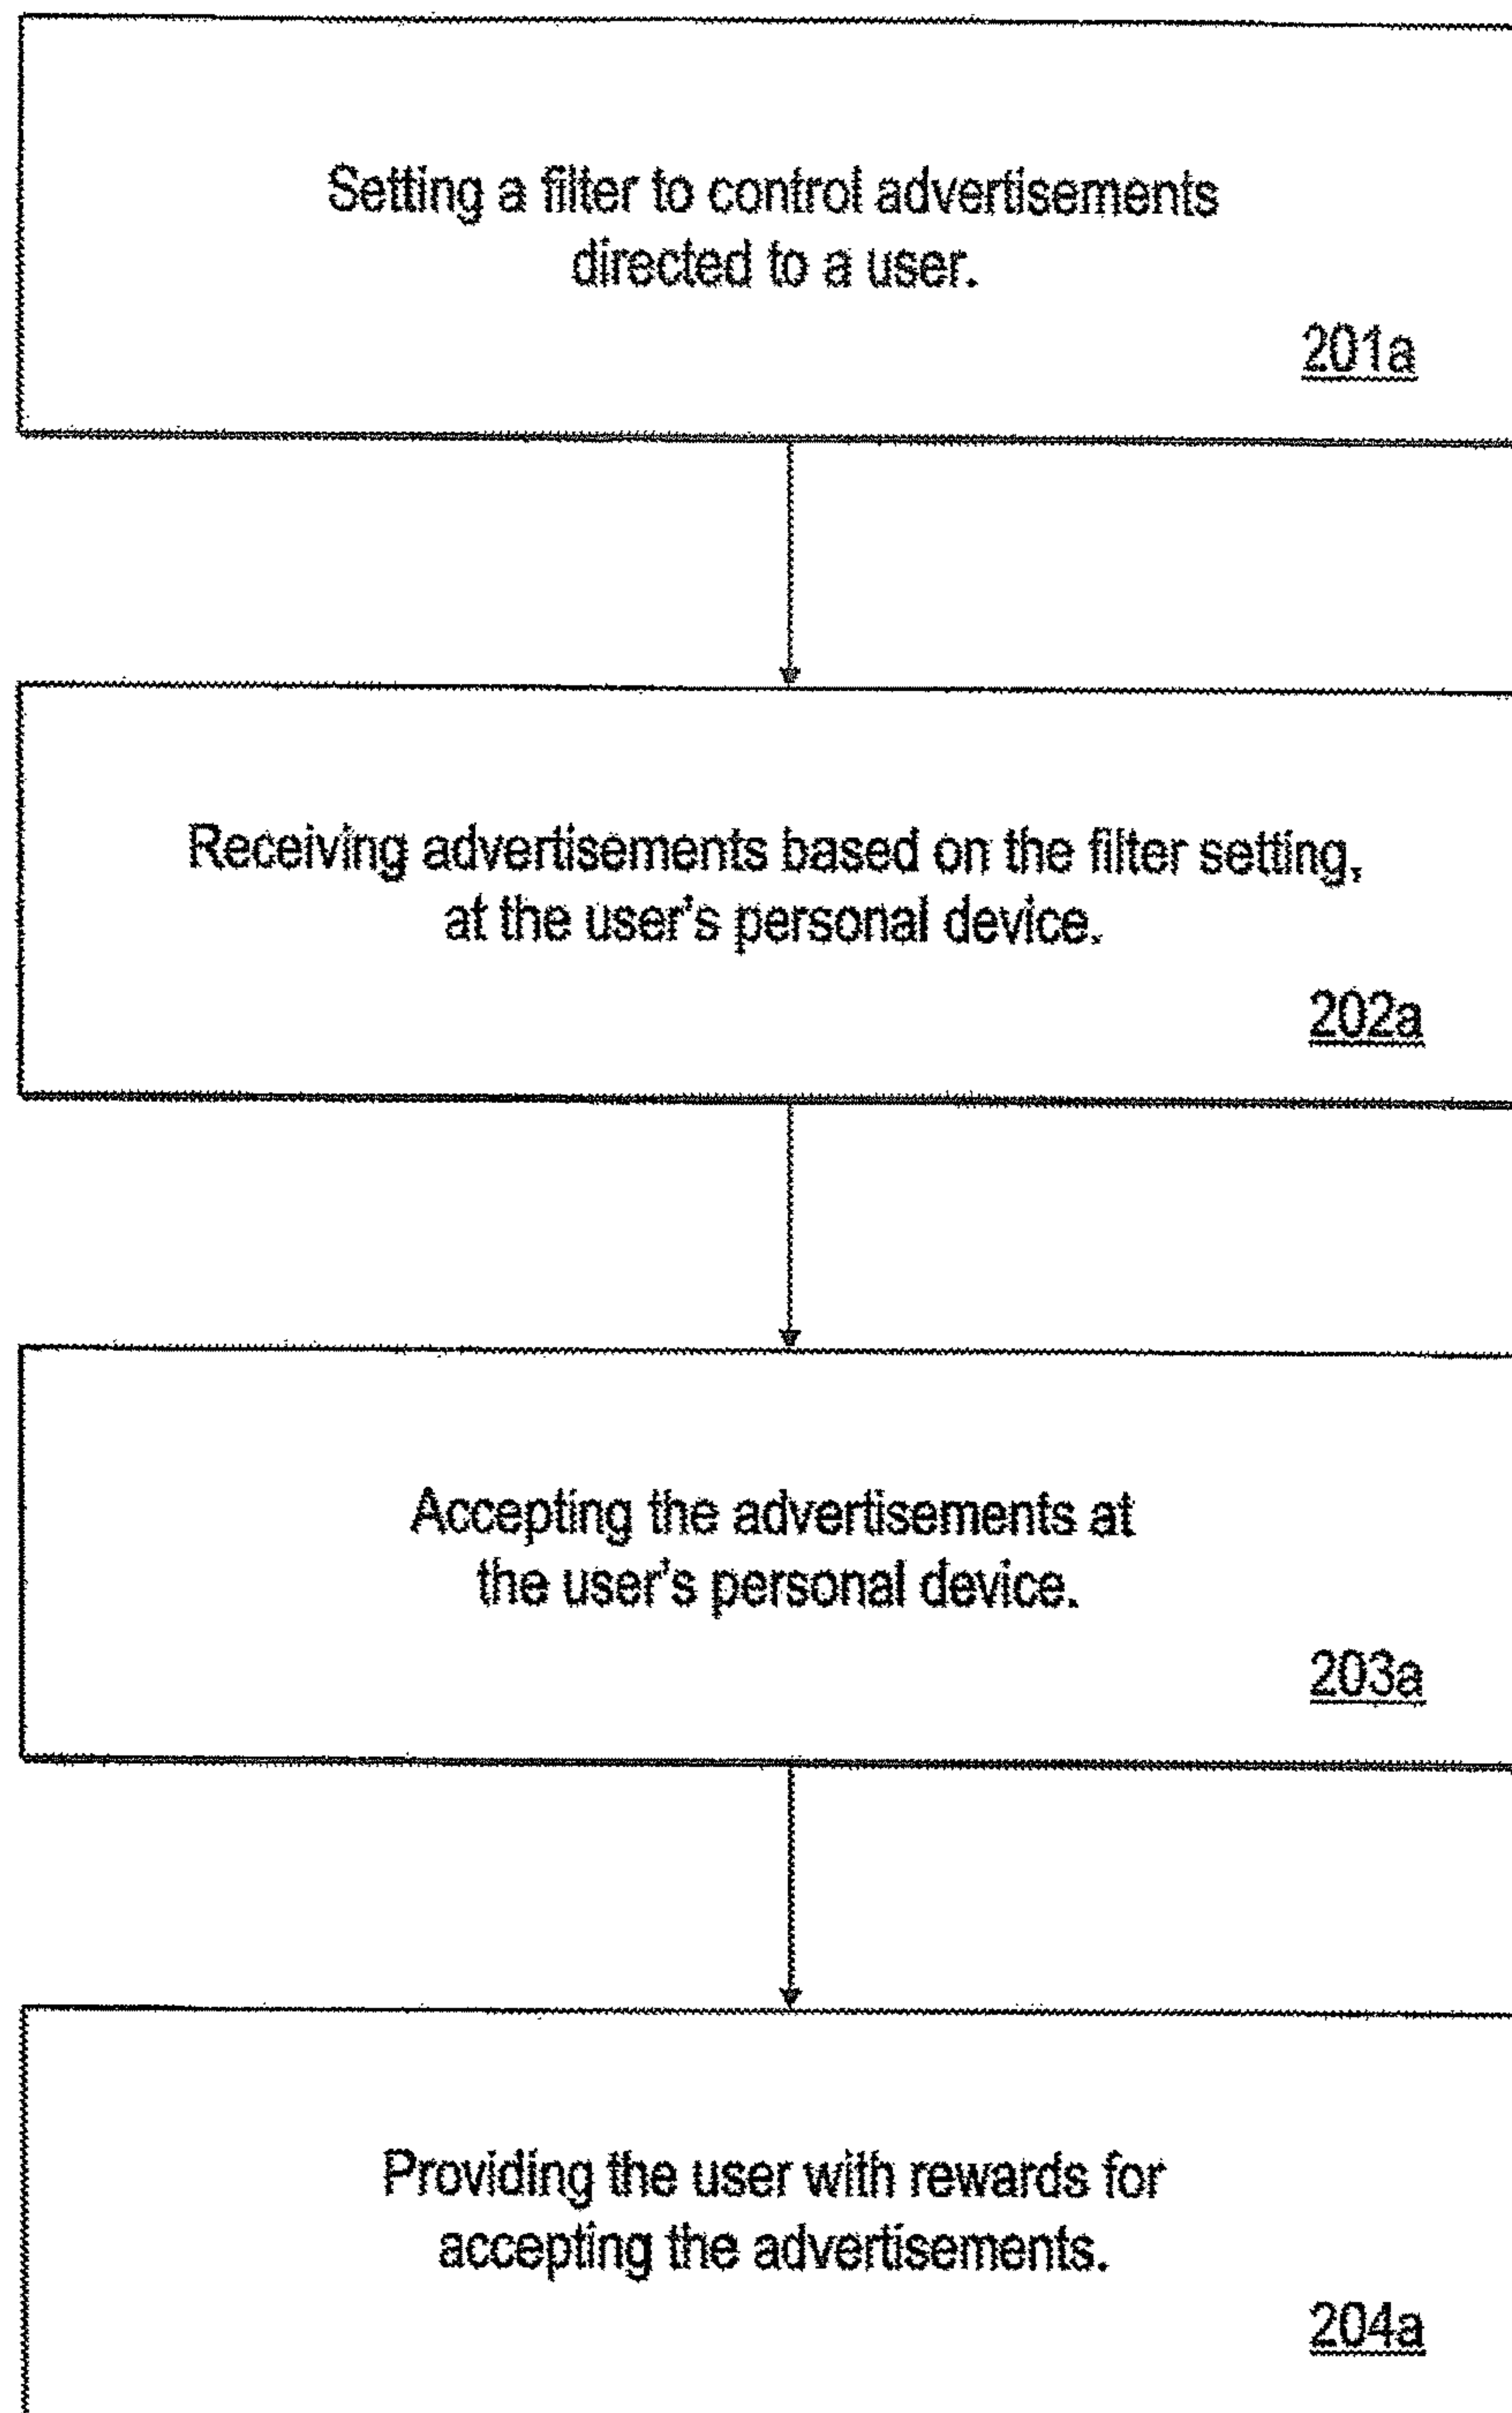 Setting a filter to control advertisements
directed to a user.
201a
Receiving advertisements based on the filter setting,
at the user's personal device.
202a
Accepting the advertisements at
the user's personal device.
203a
Providing the user with rewards for
accepting the advertisements.
204a